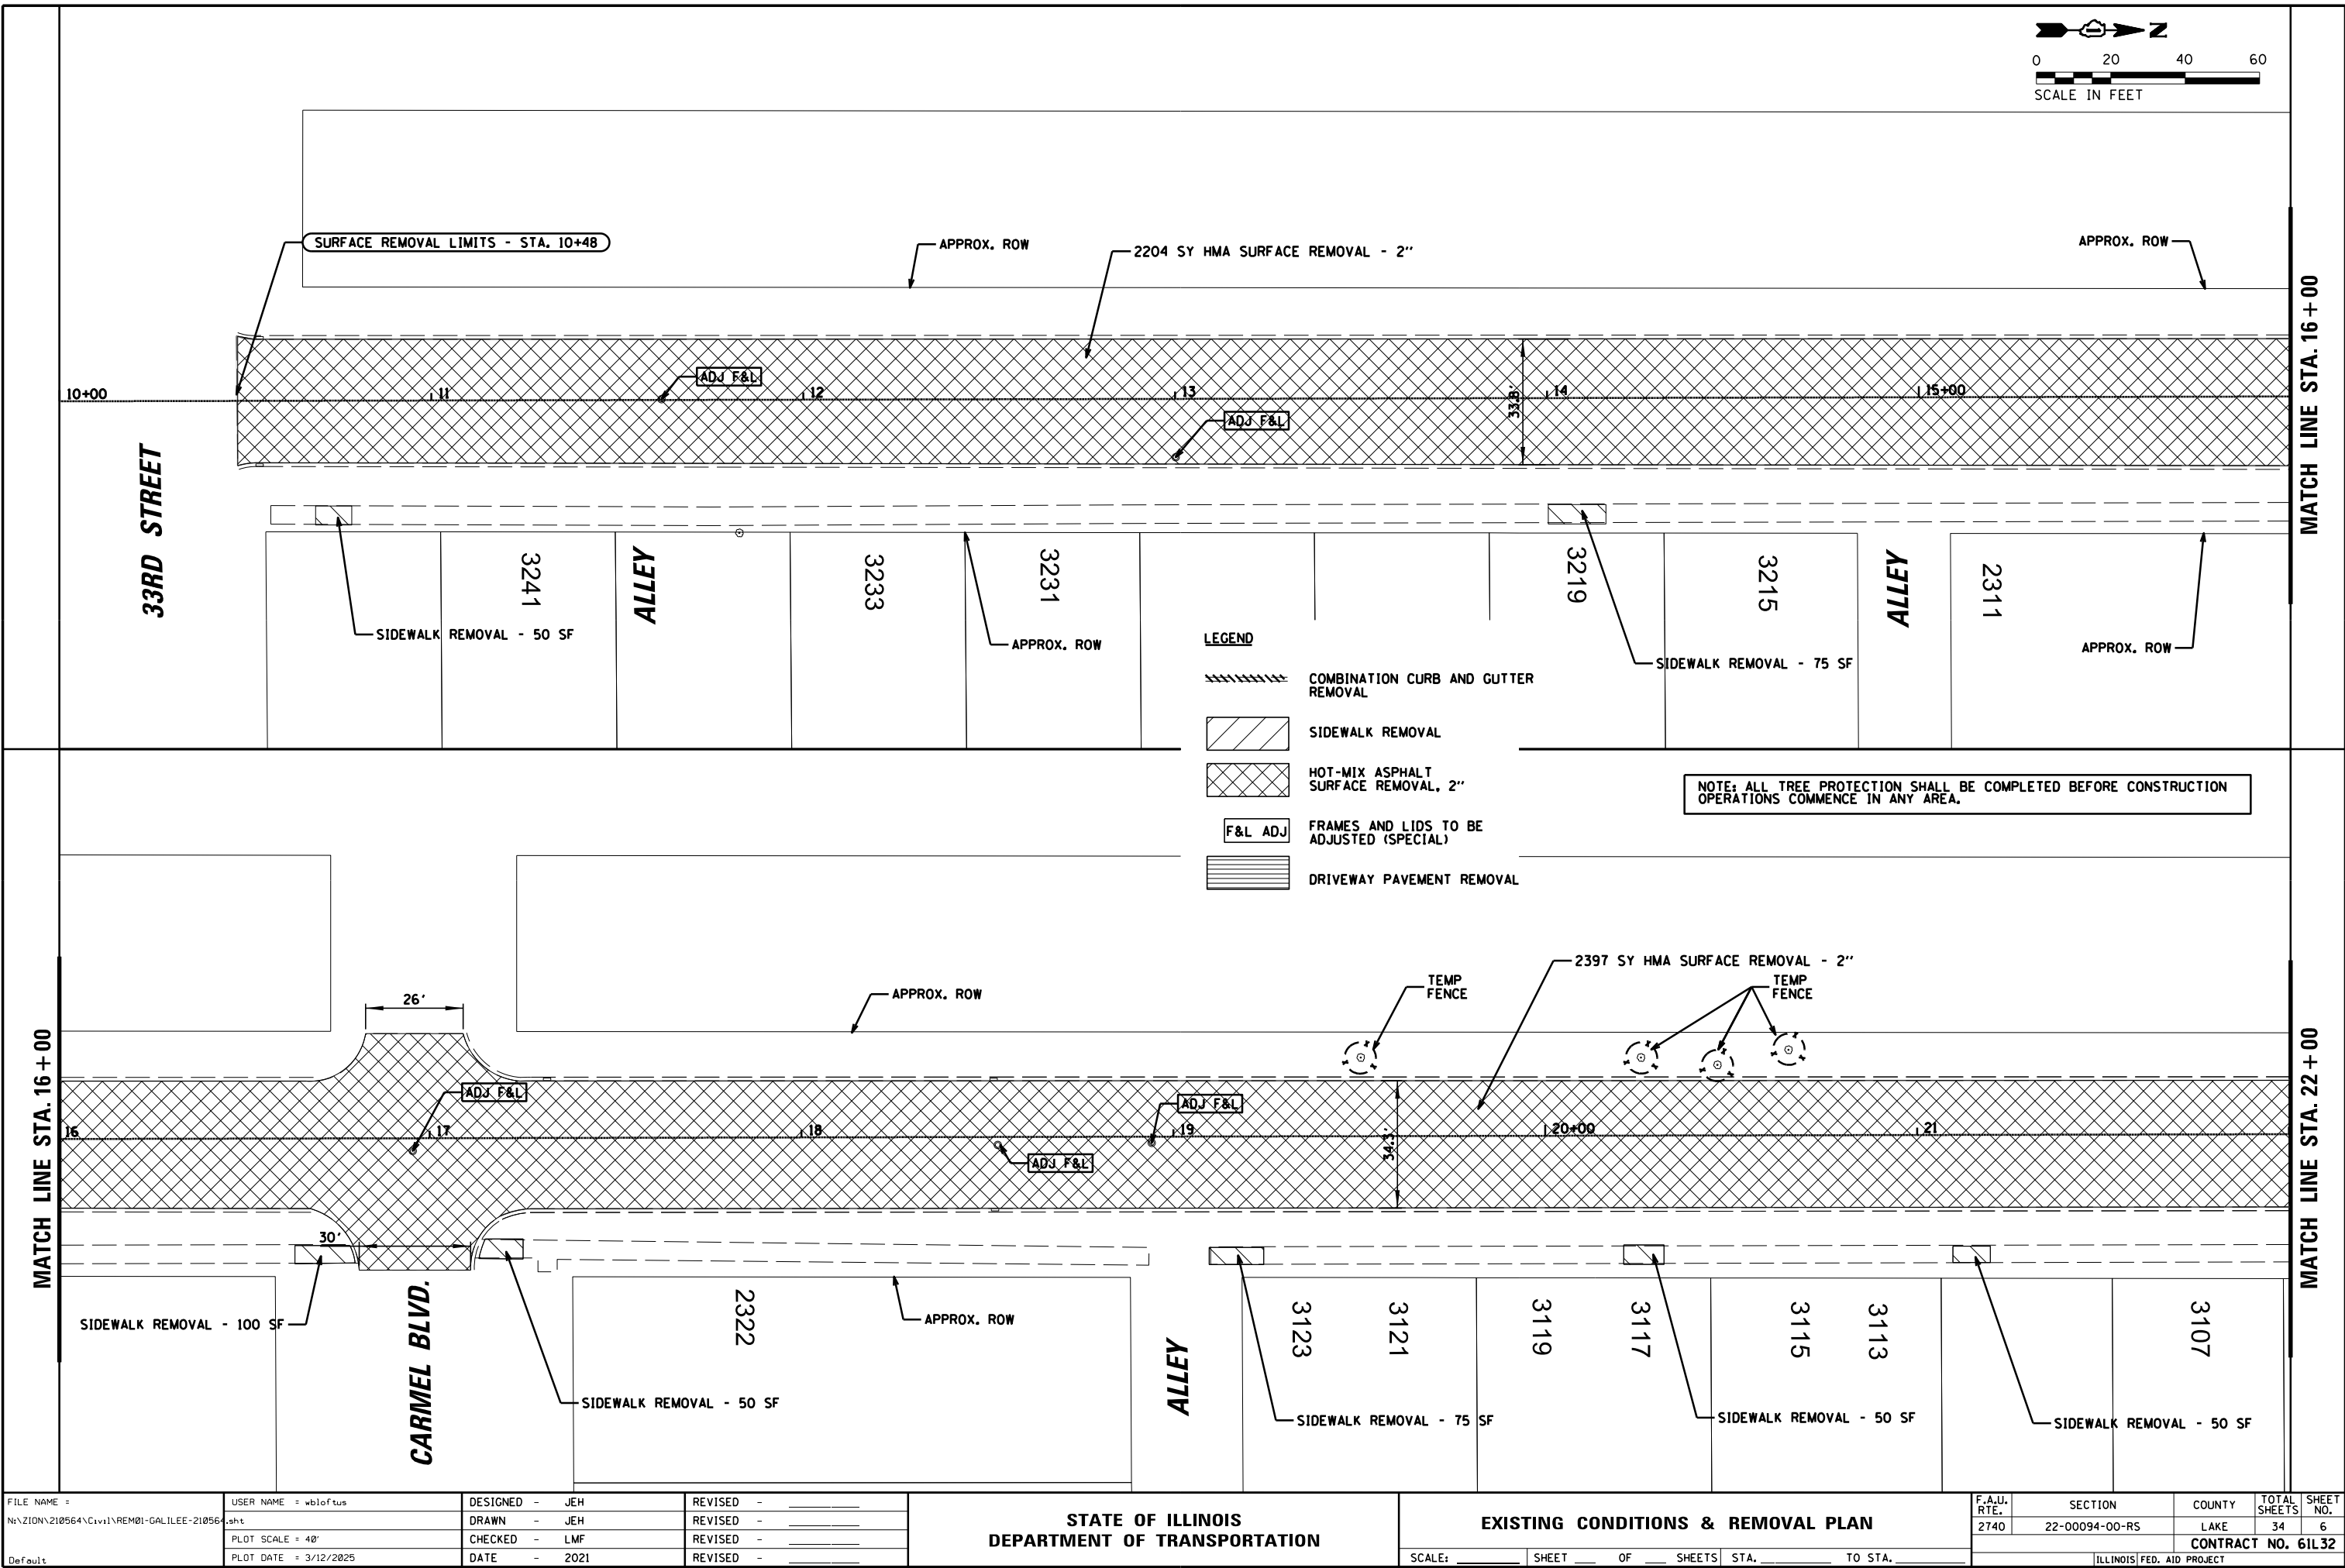 N
0 20 40 60
SCALE IN FEET
SURFACE REMOVAL LIMITS - STA. 10+48
APPROX. ROW
2204 SY HMA SURFACE REMOVAL - 2''
APPROX. ROW
MATCH LINE STA. 16+00
10+00
11
ADJ F&L
12
13
ADJ F&L
33.8'
14
15+00
33RD STREET
3241
ALLEY
3233
3231
3219
3215
ALLEY
2311
SIDEWALK REMOVAL - 50 SF
APPROX. ROW
SIDEWALK REMOVAL - 75 SF
APPROX. ROW
LEGEND
COMBINATION CURB AND GUTTER
REMOVAL
SIDEWALK REMOVAL
HOT-MIX ASPHALT
SURFACE REMOVAL, 2''
F&L ADJ
FRAMES AND LIDS TO BE
ADJUSTED (SPECIAL)
DRIVEWAY PAVEMENT REMOVAL
NOTE: ALL TREE PROTECTION SHALL BE COMPLETED BEFORE CONSTRUCTION
OPERATIONS COMMENCE IN ANY AREA.
MATCH LINE STA. 16+00
26'
APPROX. ROW
TEMP
FENCE
2397 SY HMA SURFACE REMOVAL - 2''
TEMP
FENCE
MATCH LINE STA. 22+00
16
ADJ F&L
17
18
ADJ F&L
ADJ F&L
19
34.3'
20+00
21
30'
SIDEWALK REMOVAL - 100 SF
CARMEL BLVD.
2322
APPROX. ROW
ALLEY
3123
3121
3119
3117
3115
3113
3107
SIDEWALK REMOVAL - 50 SF
SIDEWALK REMOVAL - 75 SF
SIDEWALK REMOVAL - 50 SF
SIDEWALK REMOVAL - 50 SF
FILE NAME =
N:\ZION\210564\Civil\REM01-GALILEE-210564.sht
Default
USER NAME = wbloftus
PLOT SCALE = 40'
PLOT DATE = 3/12/2025
DESIGNED - JEH
DRAWN - JEH
CHECKED - LMF
DATE - 2021
REVISED -
REVISED -
REVISED -
REVISED -
STATE OF ILLINOIS
DEPARTMENT OF TRANSPORTATION
EXISTING CONDITIONS & REMOVAL PLAN
SCALE: SHEET OF SHEETS STA. TO STA.
F.A.U. RTE. SECTION COUNTY TOTAL SHEETS SHEET NO.
2740 22-00094-00-RS LAKE 34 6
CONTRACT NO. 61L32
ILLINOIS FED. AID PROJECT